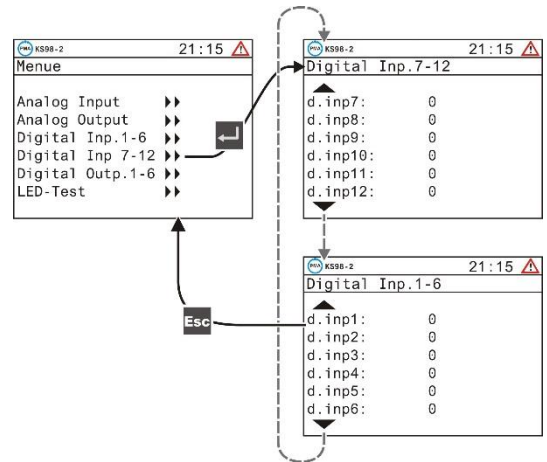 PMA KS98-2 21:15
Menue
Analog Input
Analog Output
Digital Inp.1-6
Digital Inp 7-12
Digital Outp.1-6
LED-Test
PMA KS98-2 21:15
Digital Inp.7-12
d.inp7: 0
d.inp8: 0
d.inp9: 0
d.inp10: 0
d.inp11: 0
d.inp12: 0
Esc
PMA KS98-2 21:15
Digital Inp.1-6
d.inp1: 0
d.inp2: 0
d.inp3: 0
d.inp4: 0
d.inp5: 0
d.inp6: 0